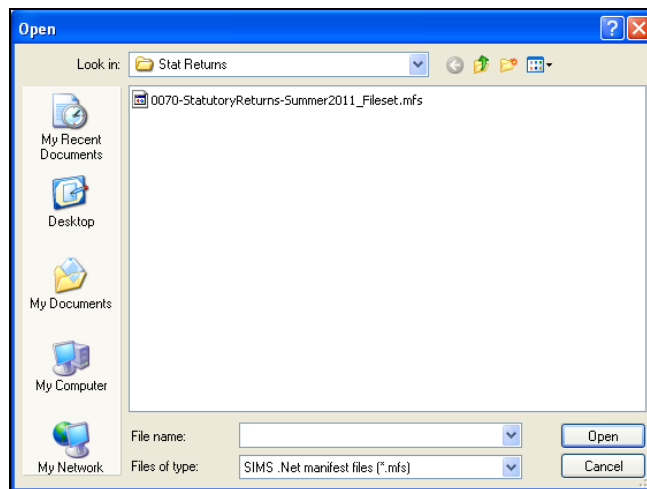 Open
Look in:
Stat Returns
0070-StatutoryReturns-Summer2011_Fileset.mfs
My Recent
Documents
Desktop
My Documents
My Computer
My Network
File name:
Open
Files of type:
SIMS .Net manifest files (*.mfs)
Cancel